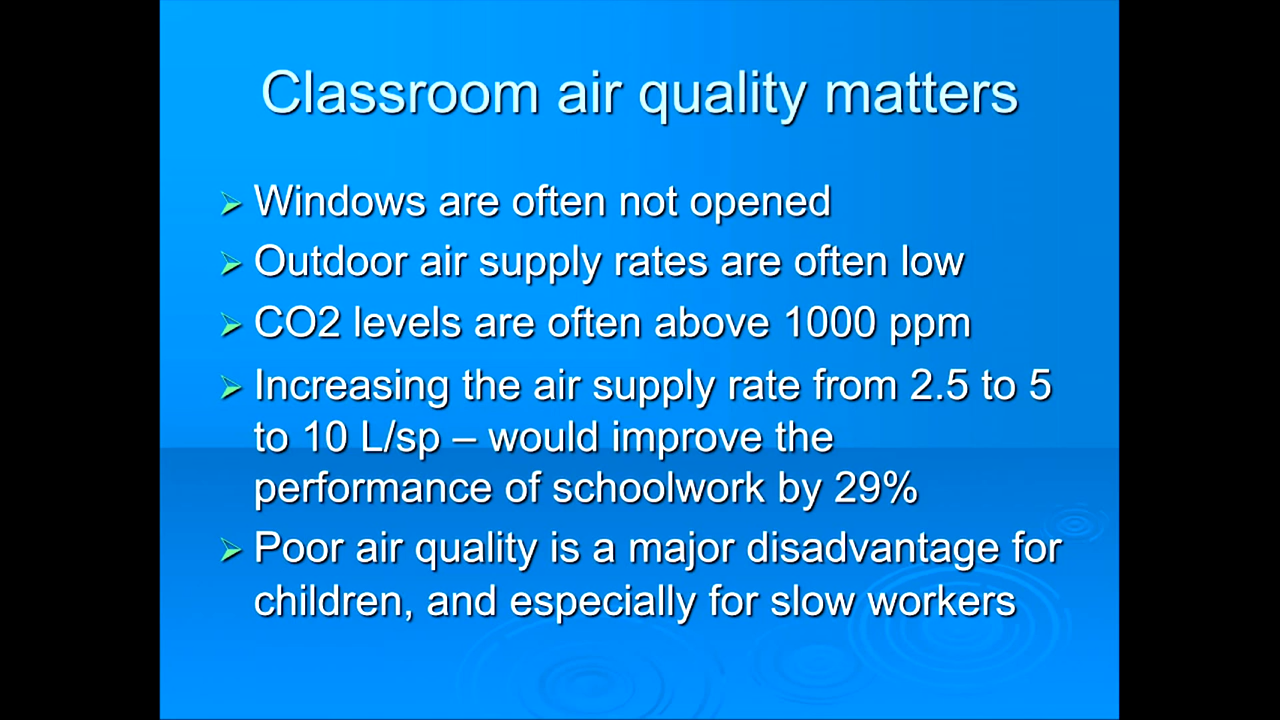 Classroom air quality matters
Windows are often not opened
Outdoor air supply rates are often low
CO2 levels are often above 1000 ppm
Increasing the air supply rate from 2.5 to 5
to 10 L/sp – would improve the
performance of schoolwork by 29%
Poor air quality is a major disadvantage for
children, and especially for slow workers